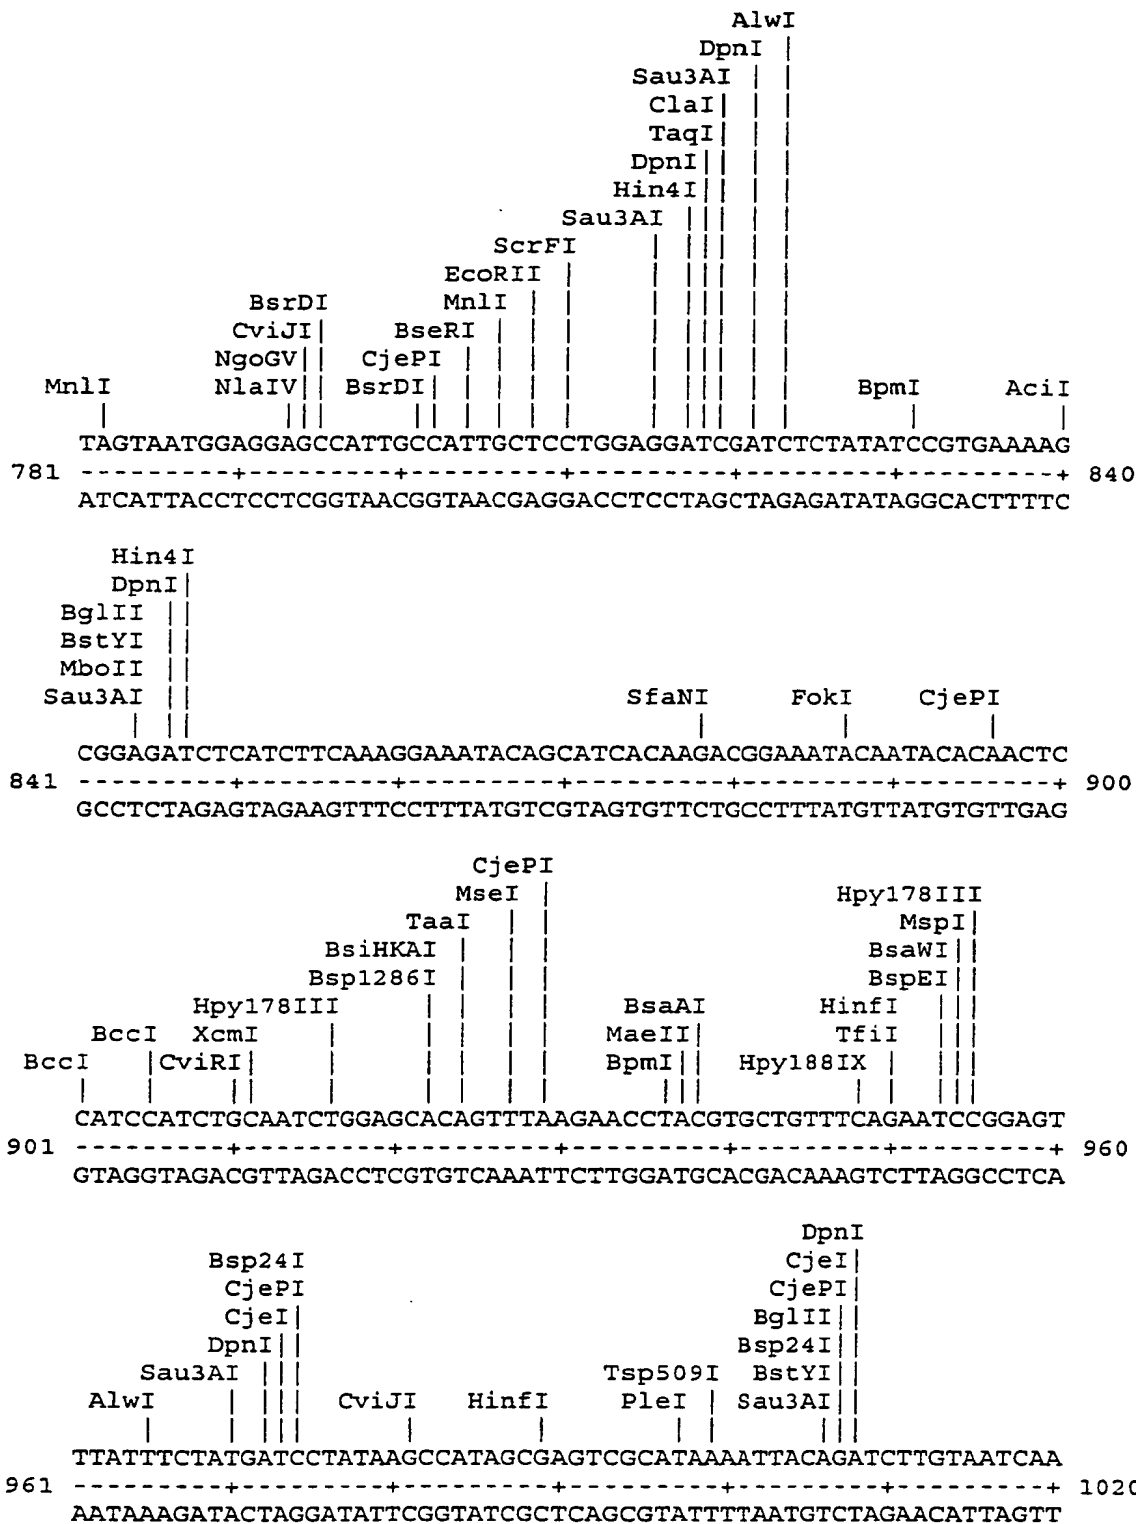 AlwI
DpnI
Sau3AI
ClaI
TaqI
DpnI
Hin4I
Sau3AI
ScrFI
EcoRII
BsrDI MnlI
CviJI BseRI
NgoGV CjePI
MnlI NlaIV BsrDI BpmI AciI
TAGTAATGGAGGAGCCATTGCCATTGCTCCTGGAGGATCGATCTCTATATCCGTGAAAAG
781 ---------+---------+---------+---------+---------+---------+ 840
ATCATTACCTCCTCGGTAACGGTAACGAGGACCTCCTAGCTAGAGATATAGGCACTTTTC
Hin4I
DpnI
BglII
BstYI
MboII
Sau3AI SfaNI FokI CjePI
CGGAGATCTCATCTTCAAAGGAAATACAGCATCACAAGACGGAAATACAATACACAACTC
841 ---------+---------+---------+---------+---------+---------+ 900
GCCTCTAGAGTAGAAGTTTCCTTTATGTCGTAGTGTTCTGCCTTTATGTTATGTGTTGAG
CjePI
MseI Hpy178III
TaaI MspI
BsiHKAI BsaWI
Bsp1286I BspEI
Hpy178III BsaAI HinfI
BccI XcmI MaeII TfiI
BccI CviRI BpmI Hpy188IX
CATCCATCTGCAATCTGGAGCACAGTTTAAGAACCTACGTGCTGTTTCAGAATCCGGAGT
901 ---------+---------+---------+---------+---------+---------+ 960
GTAGGTAGACGTTAGACCTCGTGTCAAATTCTTGGATGCACGACAAAGTCTTAGGCCTCA
DpnI
Bsp24I CjeI
CjePI CjePI
CjeI BglII
DpnI Bsp24I
Sau3AI Tsp509I BstYI
AlwI CviJI HinfI PleI Sau3AI
TTATTTCTATGATCCTATAAGCCATAGCGAGTCGCATAAAATTACAGATCTTGTAATCAA
961 ---------+---------+---------+---------+---------+---------+ 1020
AATAAAGATACTAGGATATTCGGTATCGCTCAGCGTATTTTAATGTCTAGAACATTAGTT